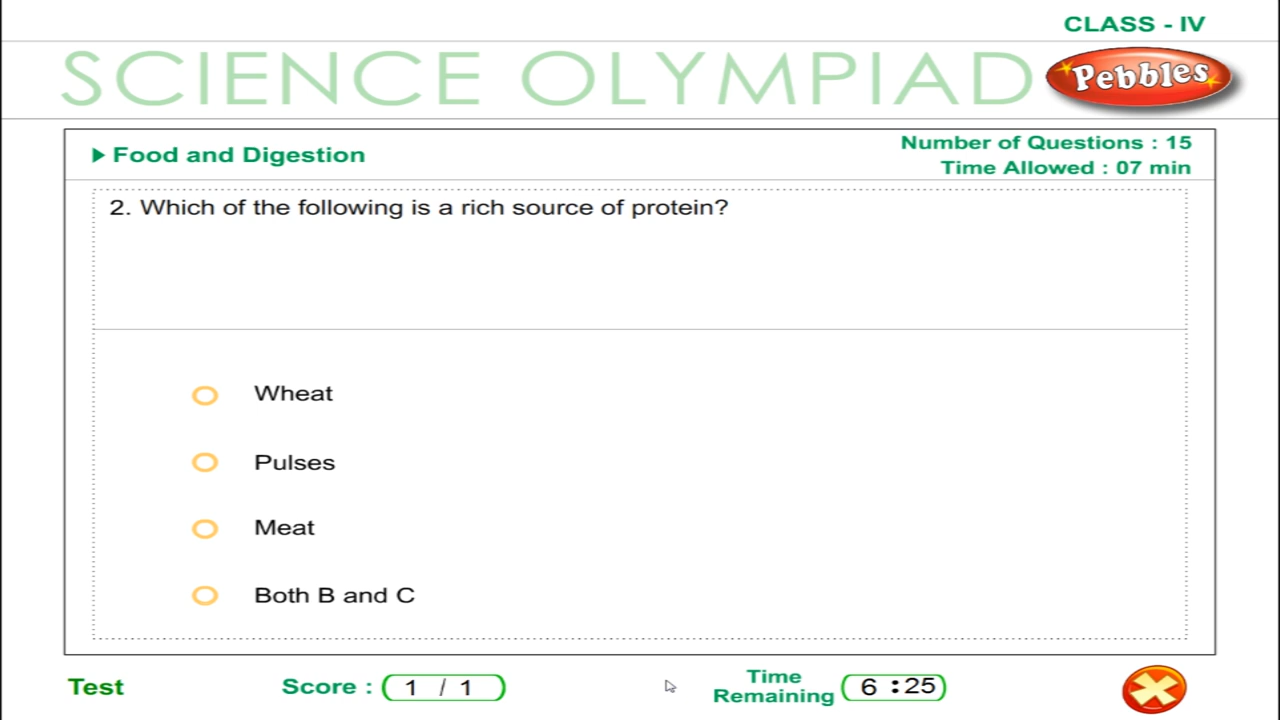 CLASS - IV
SCIENCE OLYMPIAD
Pebbles
Food and Digestion
Number of Questions : 15
Time Allowed : 07 min
2. Which of the following is a rich source of protein?
Wheat
Pulses
Meat
Both B and C
Test
Score : 1 / 1
Time
Remaining
6 : 25